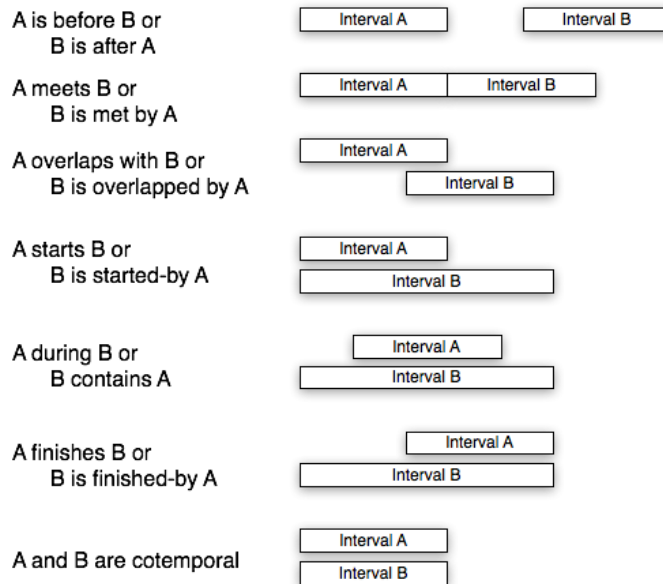 A is before B or
B is after A
Interval A
Interval B
A meets B or
B is met by A
Interval A
Interval B
A overlaps with B or
B is overlapped by A
Interval A
Interval B
A starts B or
B is started-by A
Interval A
Interval B
A during B or
B contains A
Interval A
Interval B
A finishes B or
B is finished-by A
Interval A
Interval B
A and B are cotemporal
Interval A
Interval B